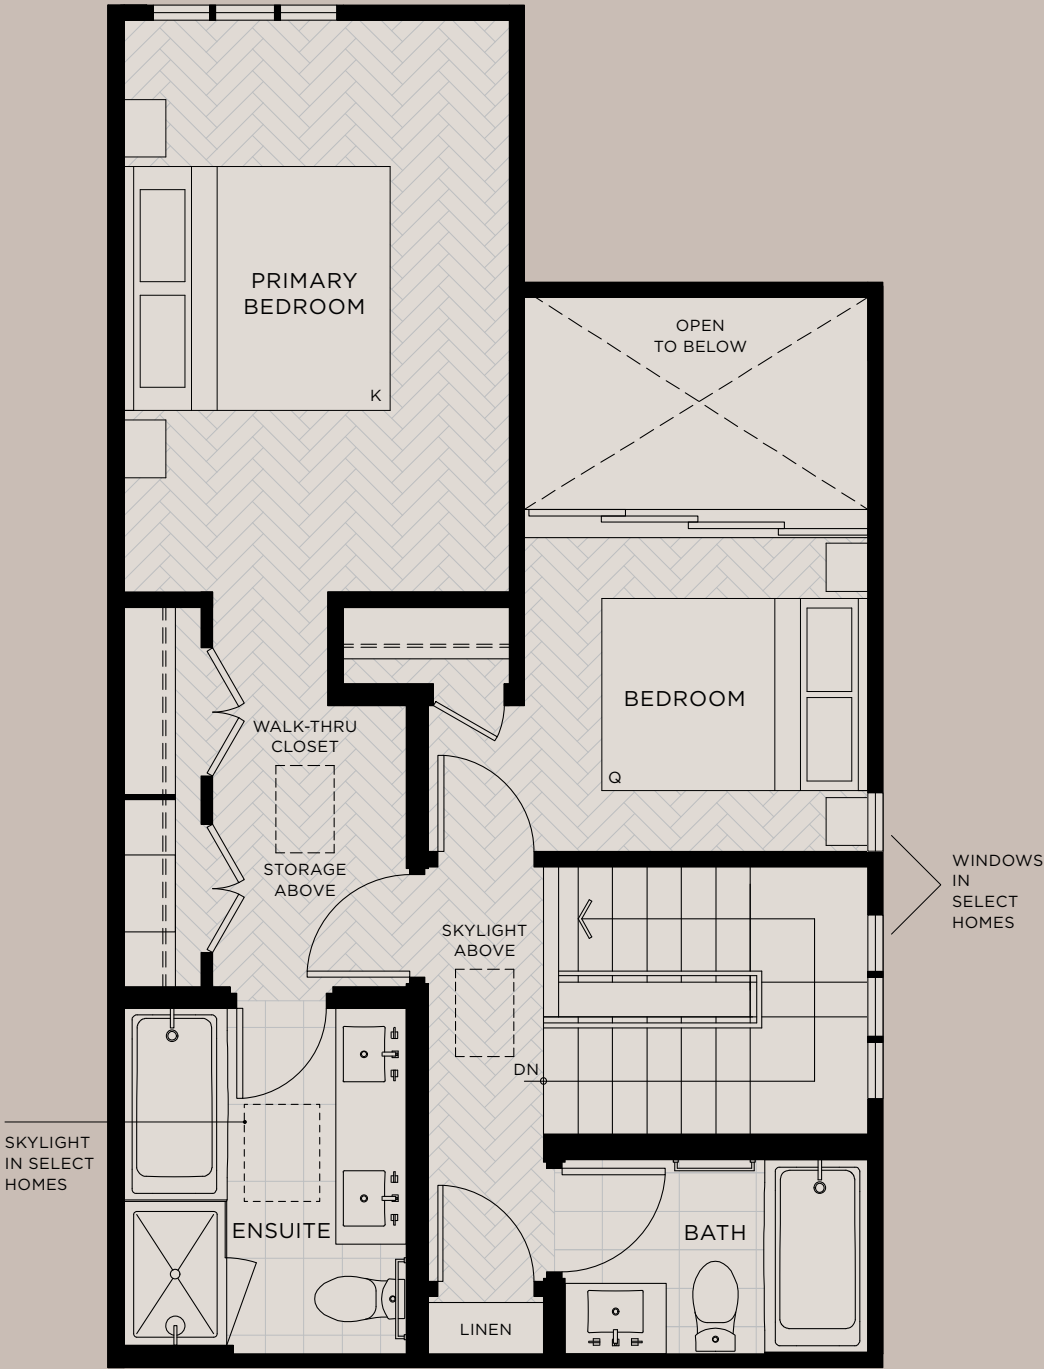 PRIMARY
BEDROOM
K
OPEN
TO BELOW
BEDROOM
Q
WALK-THRU
CLOSET
STORAGE
ABOVE
WINDOWS
IN
SELECT
HOMES
SKYLIGHT
ABOVE
DN
SKYLIGHT
IN SELECT
HOMES
ENSUITE
BATH
LINEN